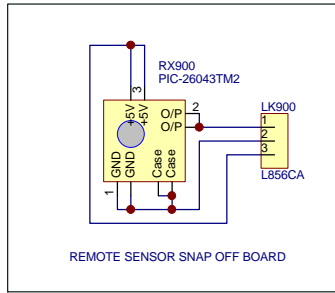 RX900
PIC-26043TM2
3
+5V
+5V
O/P
2
O/P
LK900
1
2
3
L856CA
GND
GND
Case
Case
1
REMOTE SENSOR SNAP OFF BOARD